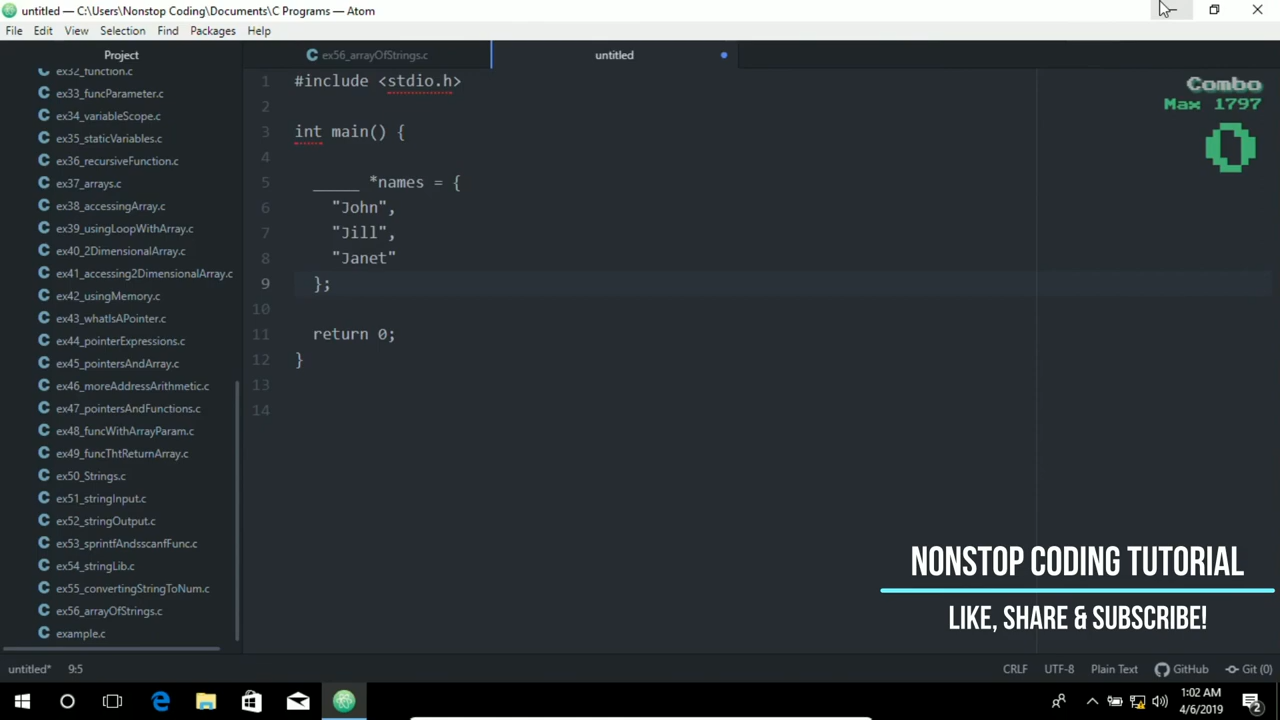 untitled — C:\Users\Nonstop Coding\Documents\C Programs — Atom
File Edit View Selection Find Packages Help
Project
ex32_function.c
ex33_funcParameter.c
ex34_variableScope.c
ex35_staticVariables.c
ex36_recursiveFunction.c
ex37_arrays.c
ex38_accessingArray.c
ex39_usingLoopWithArray.c
ex40_2DimensionalArray.c
ex41_accessing2DimensionalArray.c
ex42_usingMemory.c
ex43_whatIsAPointer.c
ex44_pointerExpressions.c
ex45_pointersAndArray.c
ex46_moreAddressArithmetic.c
ex47_pointersAndFunctions.c
ex48_funcWithArrayParam.c
ex49_funcThtReturnArray.c
ex50_Strings.c
ex51_stringInput.c
ex52_stringOutput.c
ex53_sprintfAndsscanfFunc.c
ex54_stringLib.c
ex55_convertingStringToNum.c
ex56_arrayOfStrings.c
example.c
ex56_arrayOfStrings.c untitled
1 #include <stdio.h>
2
3 int main() {
4
5 _____ *names = {
6 "John",
7 "Jill",
8 "Janet"
9 };
10
11 return 0;
12 }
13
14
Combo
Max 1797
0
NONSTOP CODING TUTORIAL
LIKE, SHARE & SUBSCRIBE!
untitled* 9:5 CRLF UTF-8 Plain Text GitHub Git (0)
1:02 AM
4/6/2019
2